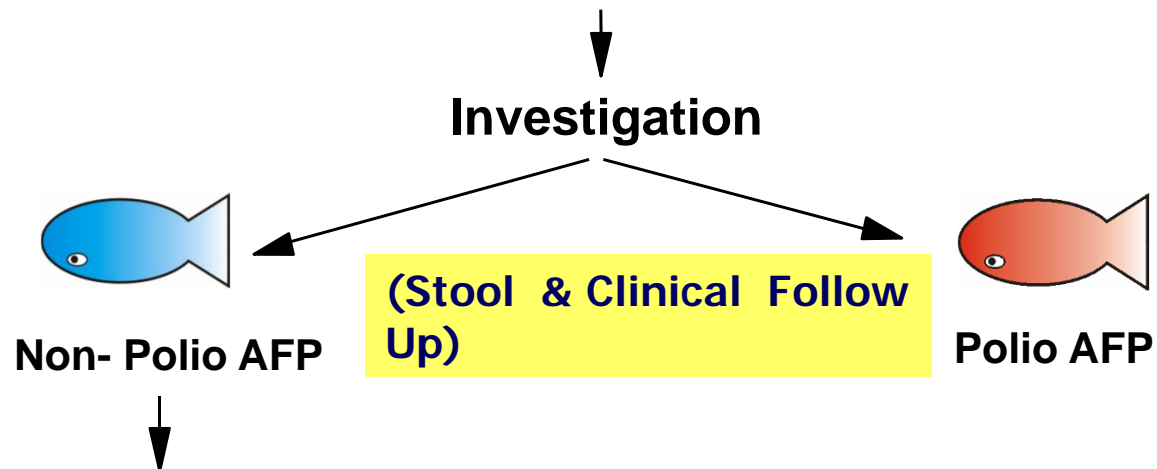 Investigation
(Stool & Clinical Follow
Up)
Non- Polio AFP
Polio AFP